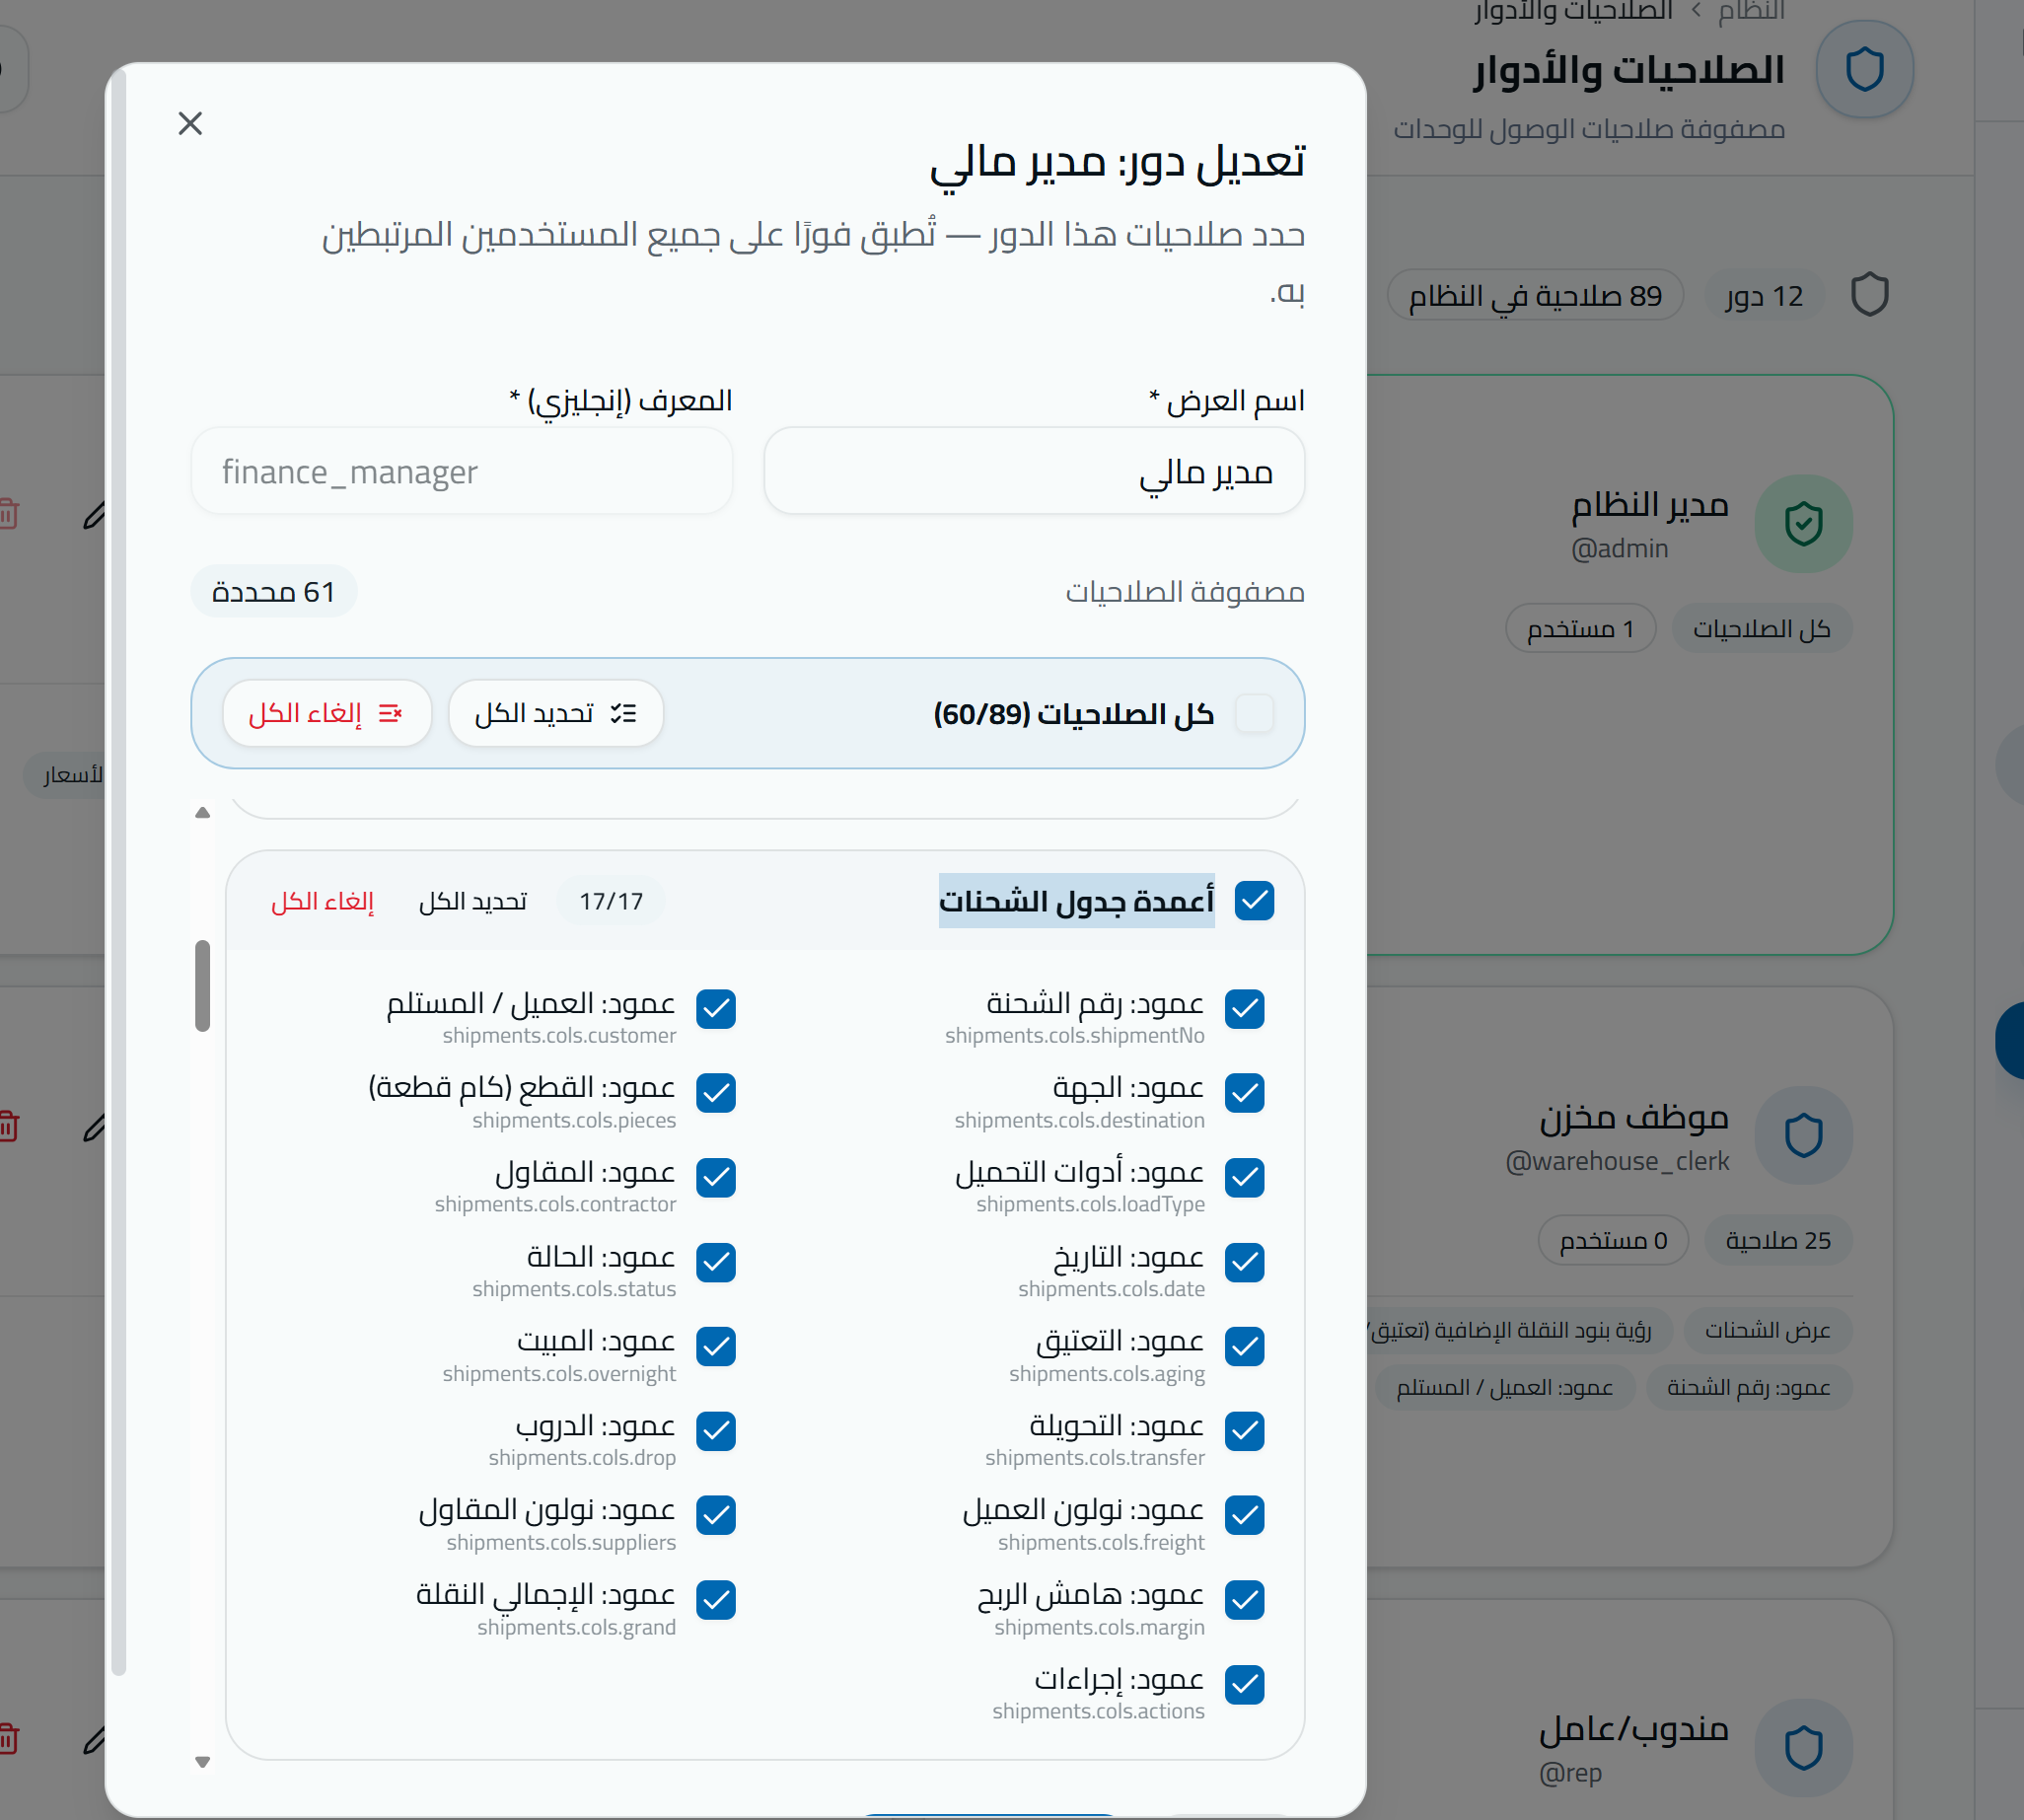 النظام > الصلاحيات والأدوار
الصلاحيات والأدوار
مصفوفة صلاحيات الوصول للوحدات
12 دور
89 صلاحية في النظام
مدير النظام
@admin
كل الصلاحيات
1 مستخدم
موظف مخزن
@warehouse_clerk
25 صلاحية
0 مستخدم
عرض الشحنات
رؤية بنود النقلة الإضافية (تعتيق/
عمود: رقم الشحنة
عمود: العميل / المستلم
مندوب/عامل
@rep
تعديل دور: مدير مالي
حدد صلاحيات هذا الدور — تُطبق فورًا على جميع المستخدمين المرتبطين
به.
اسم العرض *
المعرف (إنجليزي) *
مدير مالي
finance_manager
مصفوفة الصلاحيات
61 محددة
كل الصلاحيات (60/89)
تحديد الكل
إلغاء الكل
أعمدة جدول الشحنات
17/17
تحديد الكل
إلغاء الكل
عمود: رقم الشحنة
shipments.cols.shipmentNo
عمود: العميل / المستلم
shipments.cols.customer
عمود: الجهة
shipments.cols.destination
عمود: القطع (كام قطعة)
shipments.cols.pieces
عمود: أدوات التحميل
shipments.cols.loadType
عمود: المقاول
shipments.cols.contractor
عمود: التاريخ
shipments.cols.date
عمود: الحالة
shipments.cols.status
عمود: التعتيق
shipments.cols.aging
عمود: المبيت
shipments.cols.overnight
عمود: التحويلة
shipments.cols.transfer
عمود: الدروب
shipments.cols.drop
عمود: نولون العميل
shipments.cols.freight
عمود: نولون المقاول
shipments.cols.suppliers
عمود: هامش الربح
shipments.cols.margin
عمود: الإجمالي النقلة
shipments.cols.grand
عمود: إجراءات
shipments.cols.actions